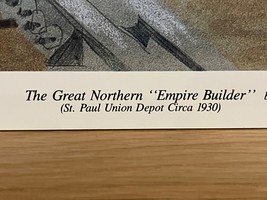 The Great Northern ‘‘Empire Builder’’
(St. Paul Union Depot Circa 1930)